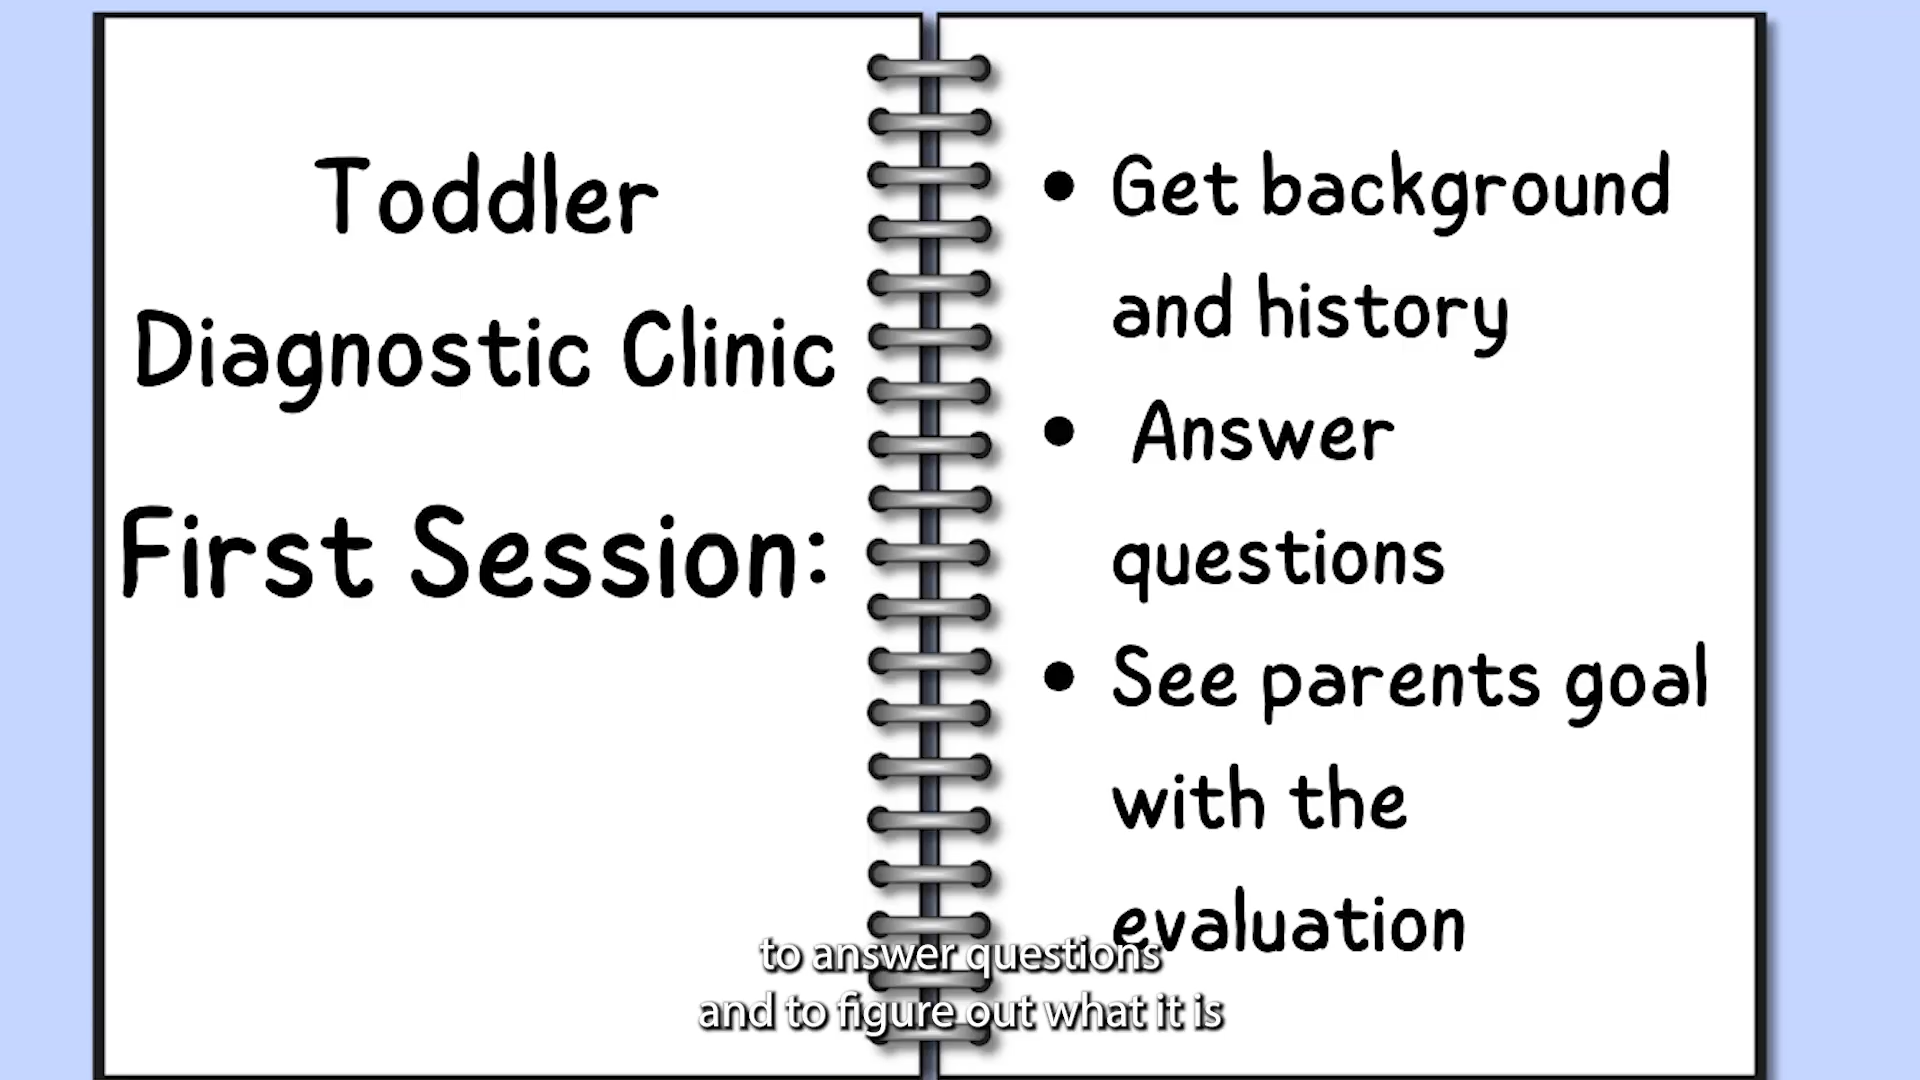 Toddler
Diagnostic Clinic
First Session:
• Get background
and history
• Answer
questions
• See parents goal
with the
evaluation
to answer questions
and to figure out what it is